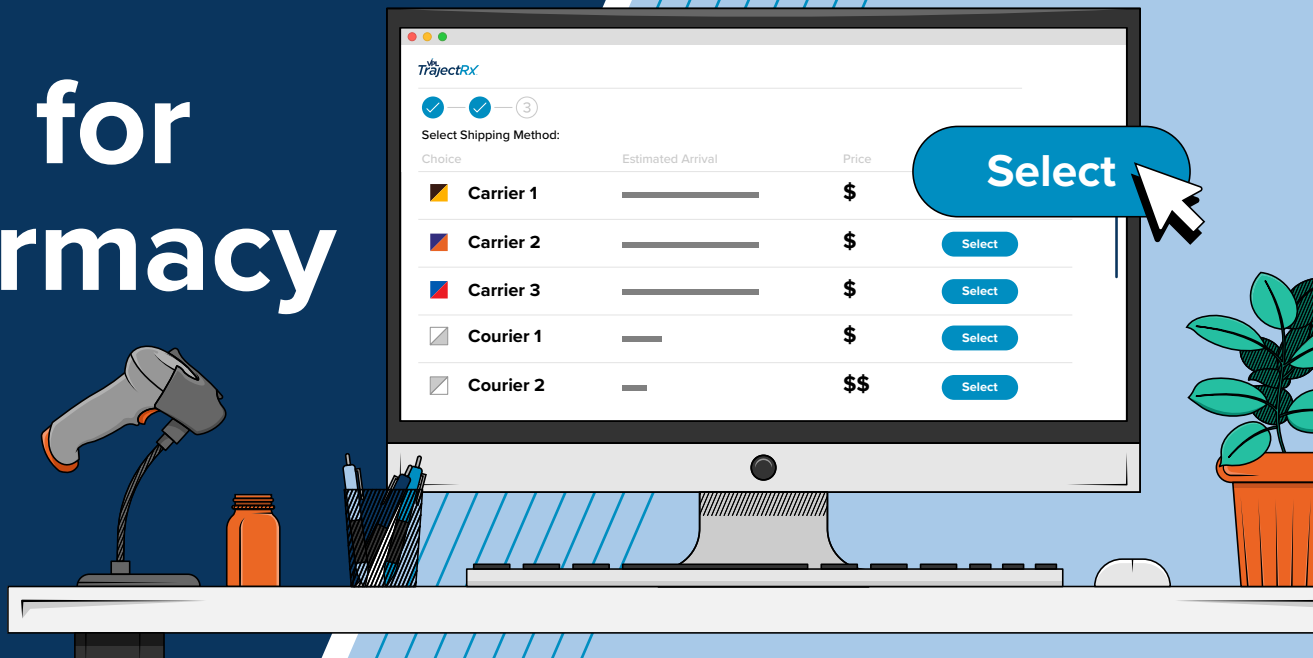 for
rmacy
VPL
TrajectRx
3
Select Shipping Method:
Choice Estimated Arrival Price
Carrier 1 $ Select
Carrier 2 $ Select
Carrier 3 $ Select
Courier 1 $ Select
Courier 2 $$ Select